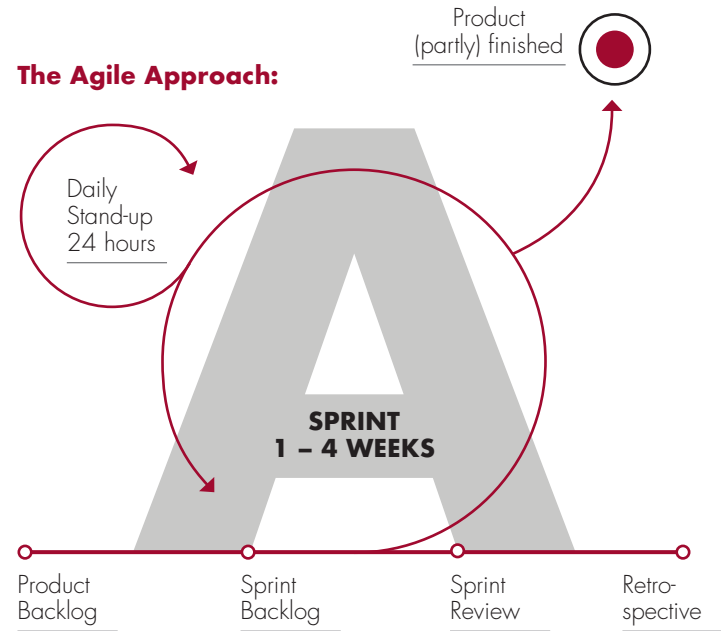 Product
(partly) finished
The Agile Approach:
Daily
Stand-up
24 hours
SPRINT
1 – 4 WEEKS
Product
Backlog
Sprint
Backlog
Sprint
Review
Retro-
spective